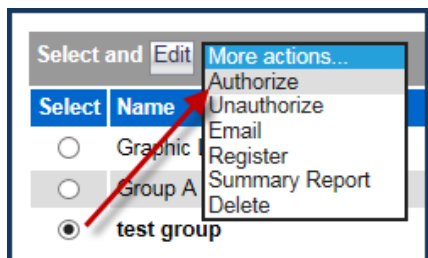 Select and Edit More actions...
Authorize
Unauthorize
Email
Register
Summary Report
Delete
Select Name
Graphic
Group A
test group